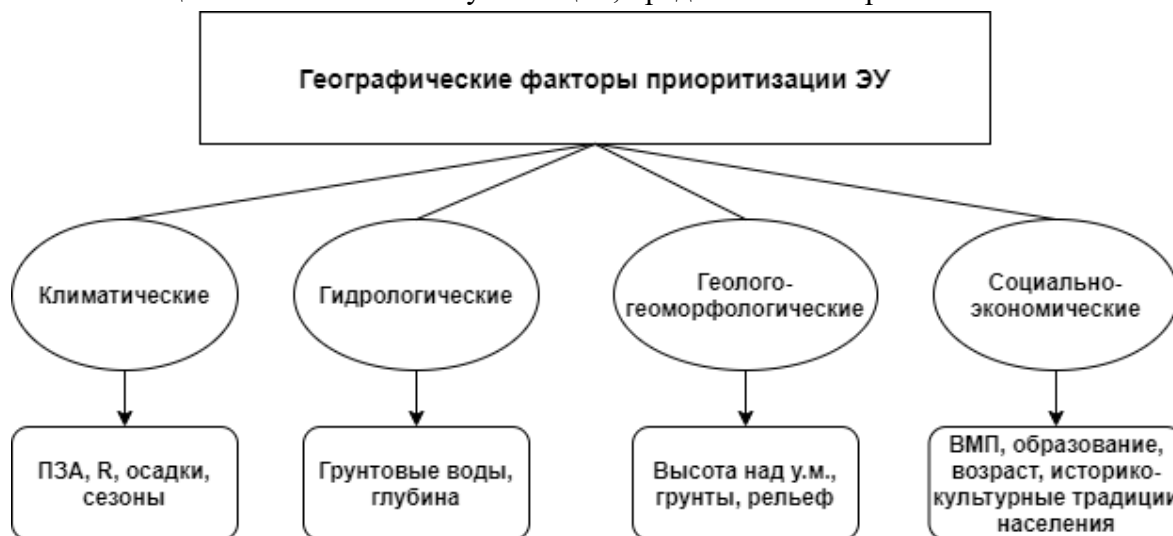 Географические факторы приоритизации ЭУ
Климатические
Гидрологические
Геолого-
геоморфологические
Социально-
экономические
ПЗА, R, осадки,
сезоны
Грунтовые воды,
глубина
Высота над у.м.,
грунты, рельеф
ВМП, образование,
возраст, историко-
культурные традиции
населения